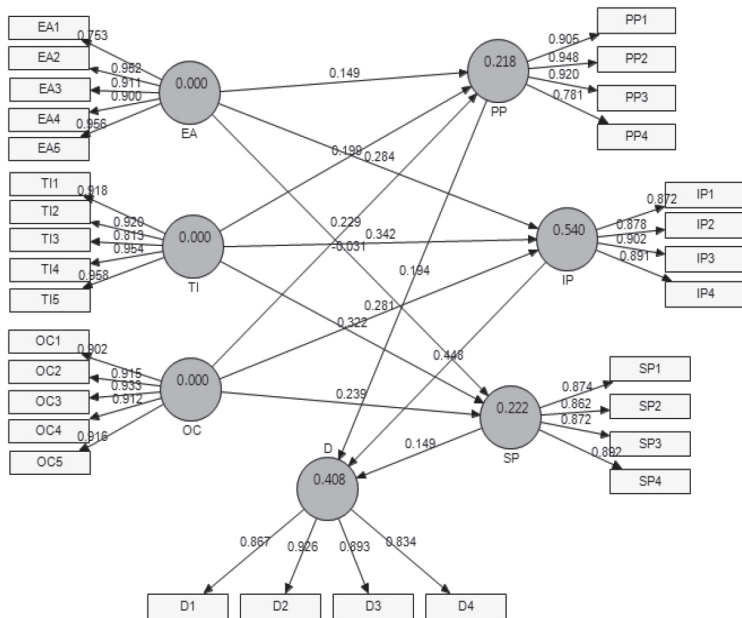 EA1
EA2
EA3
EA4
EA5
0.753
0.952
0.911
0.900
0.956
0.000
EA
TI1
TI2
TI3
TI4
TI5
0.918
0.920
0.813
0.954
0.958
0.000
TI
OC1
OC2
OC3
OC4
OC5
0.902
0.915
0.933
0.912
0.916
0.000
OC
0.149
0.199
0.284
0.229
-0.031
0.342
0.194
0.281
0.322
0.446
0.239
0.149
0.218
PP
0.905
0.948
0.920
0.781
PP1
PP2
PP3
PP4
0.540
IP
0.872
0.878
0.902
0.891
IP1
IP2
IP3
IP4
0.222
SP
0.874
0.862
0.872
0.892
SP1
SP2
SP3
SP4
D
0.408
0.867
0.926
0.893
0.834
D1
D2
D3
D4